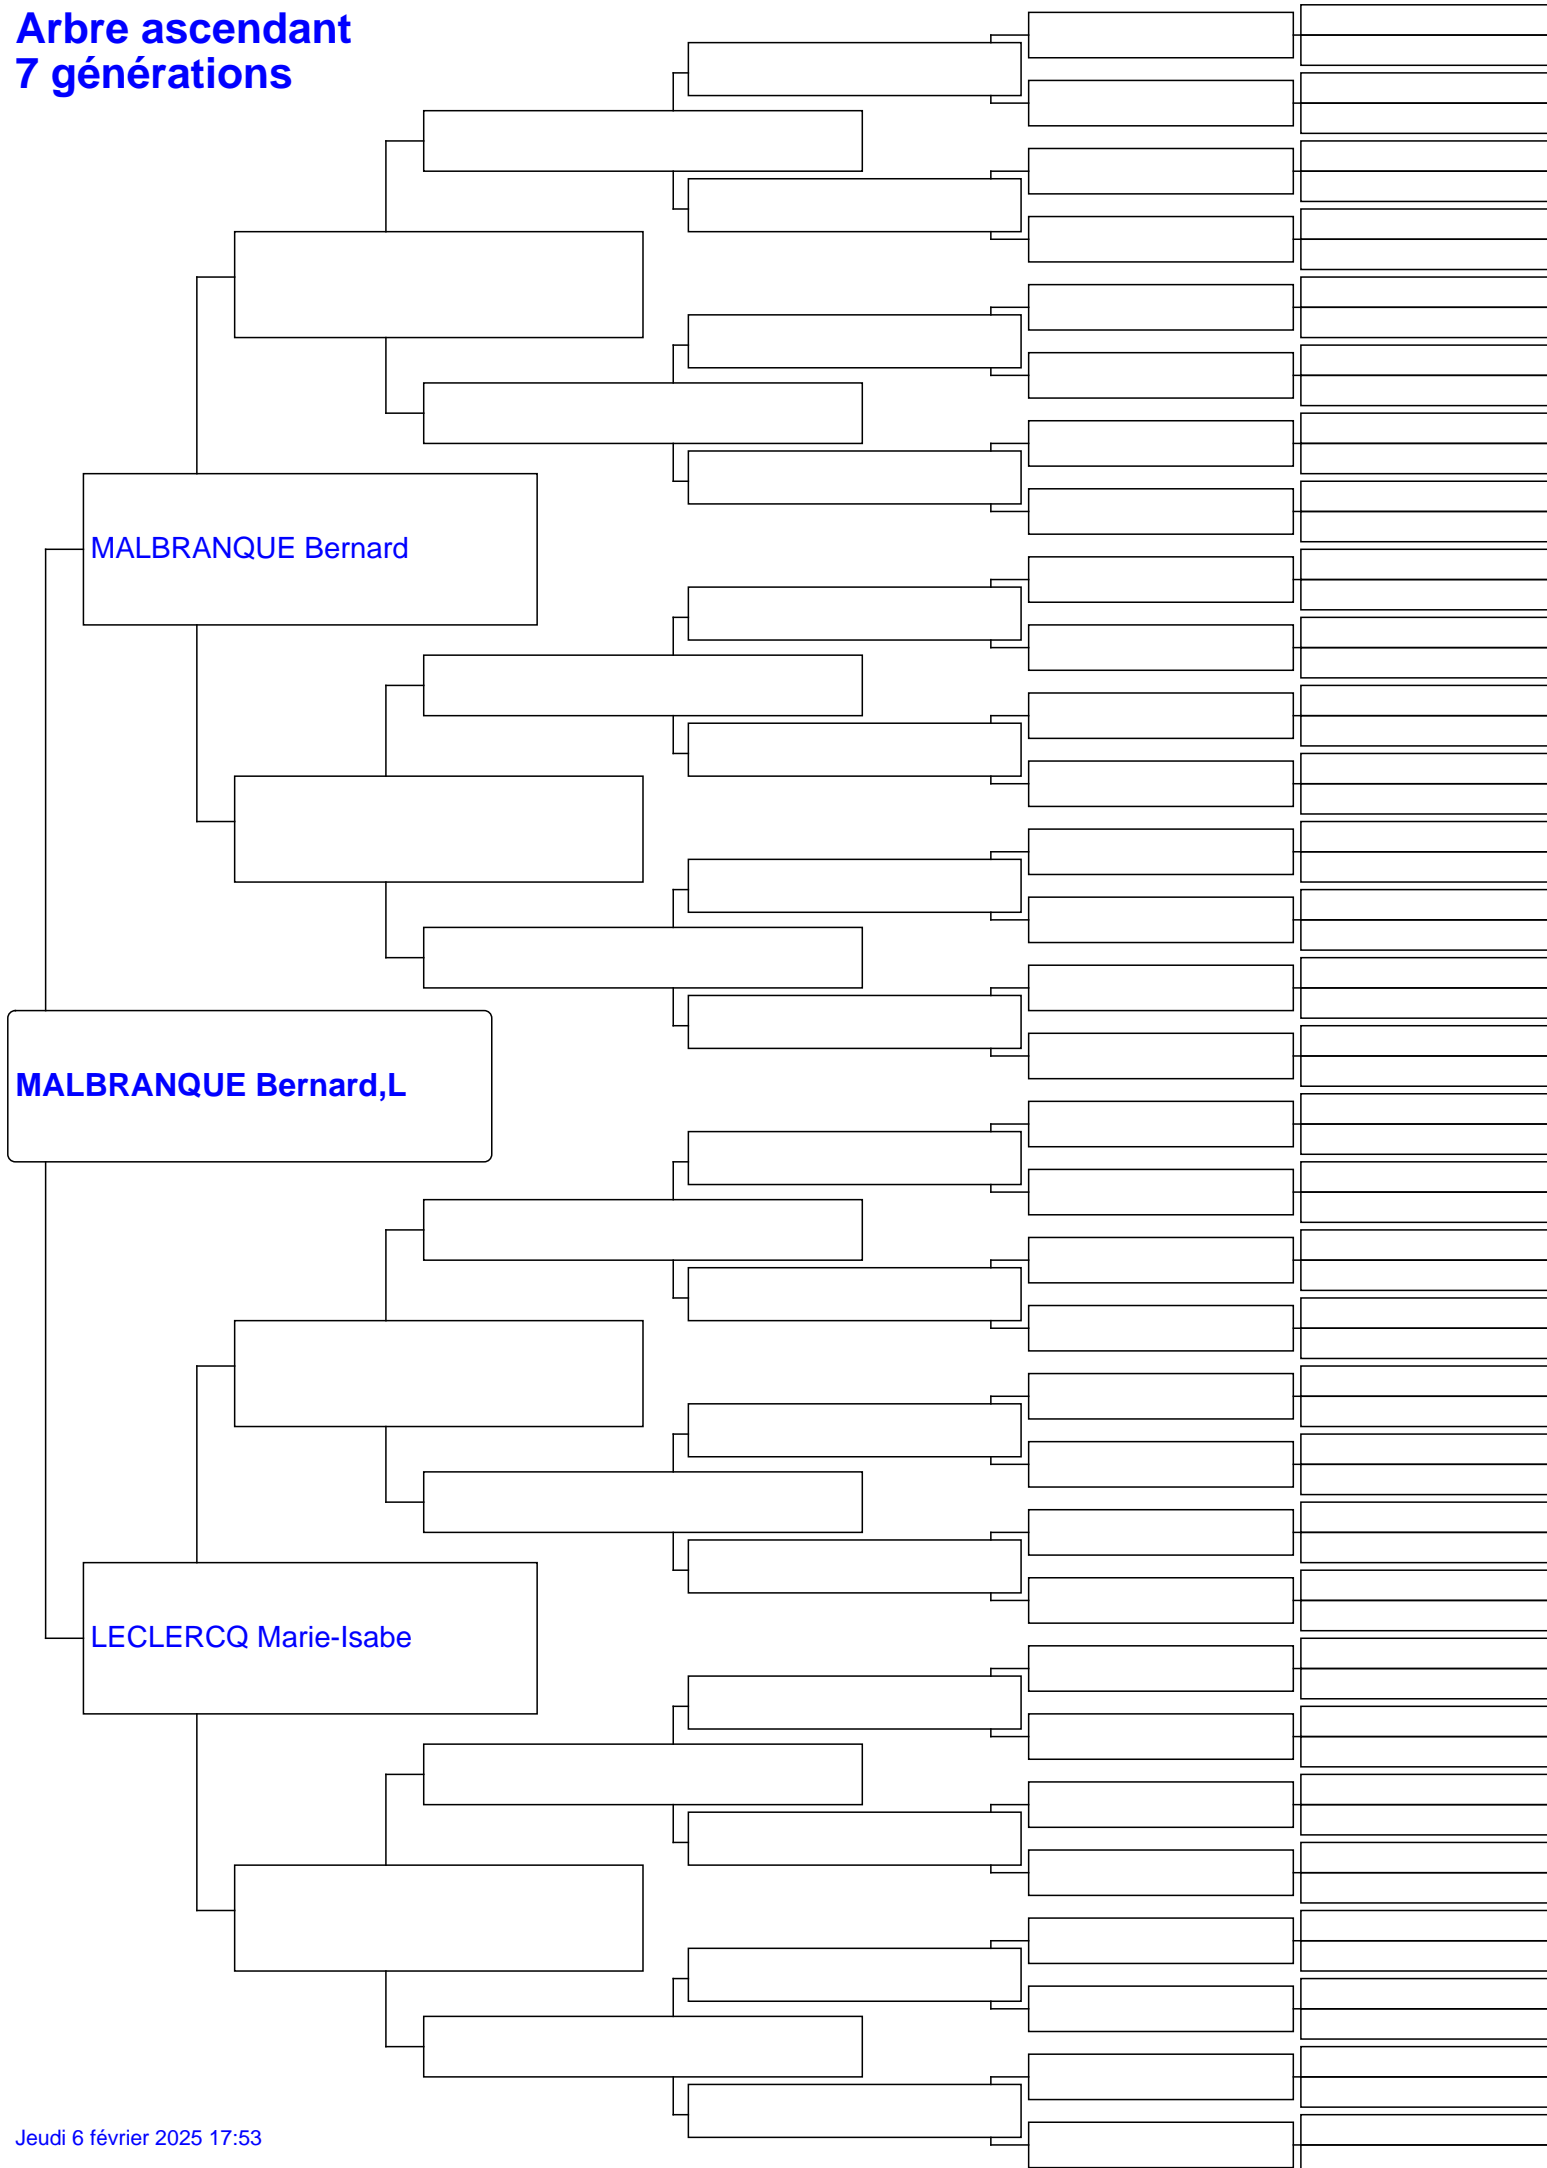 Arbre ascendant
7 générations
MALBRANQUE Bernard
MALBRANQUE Bernard,L
LECLERCQ Marie-Isabe
Jeudi 6 février 2025 17:53